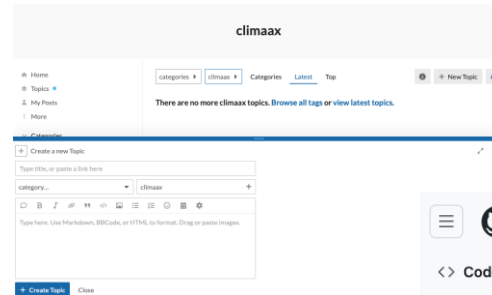 climaax
Home
Topics
My Posts
More
Categories
categories climaax Categories Latest Top
+ New Topic
There are no more climaax topics. Browse all tags or view latest topics.
+ Create a new Topic
Type title, or paste a link here
category... climaax +
B I
Type here. Use Markdown, BBCode, or HTML to format. Drag or paste images.
+ Create Topic Close
<> Cod